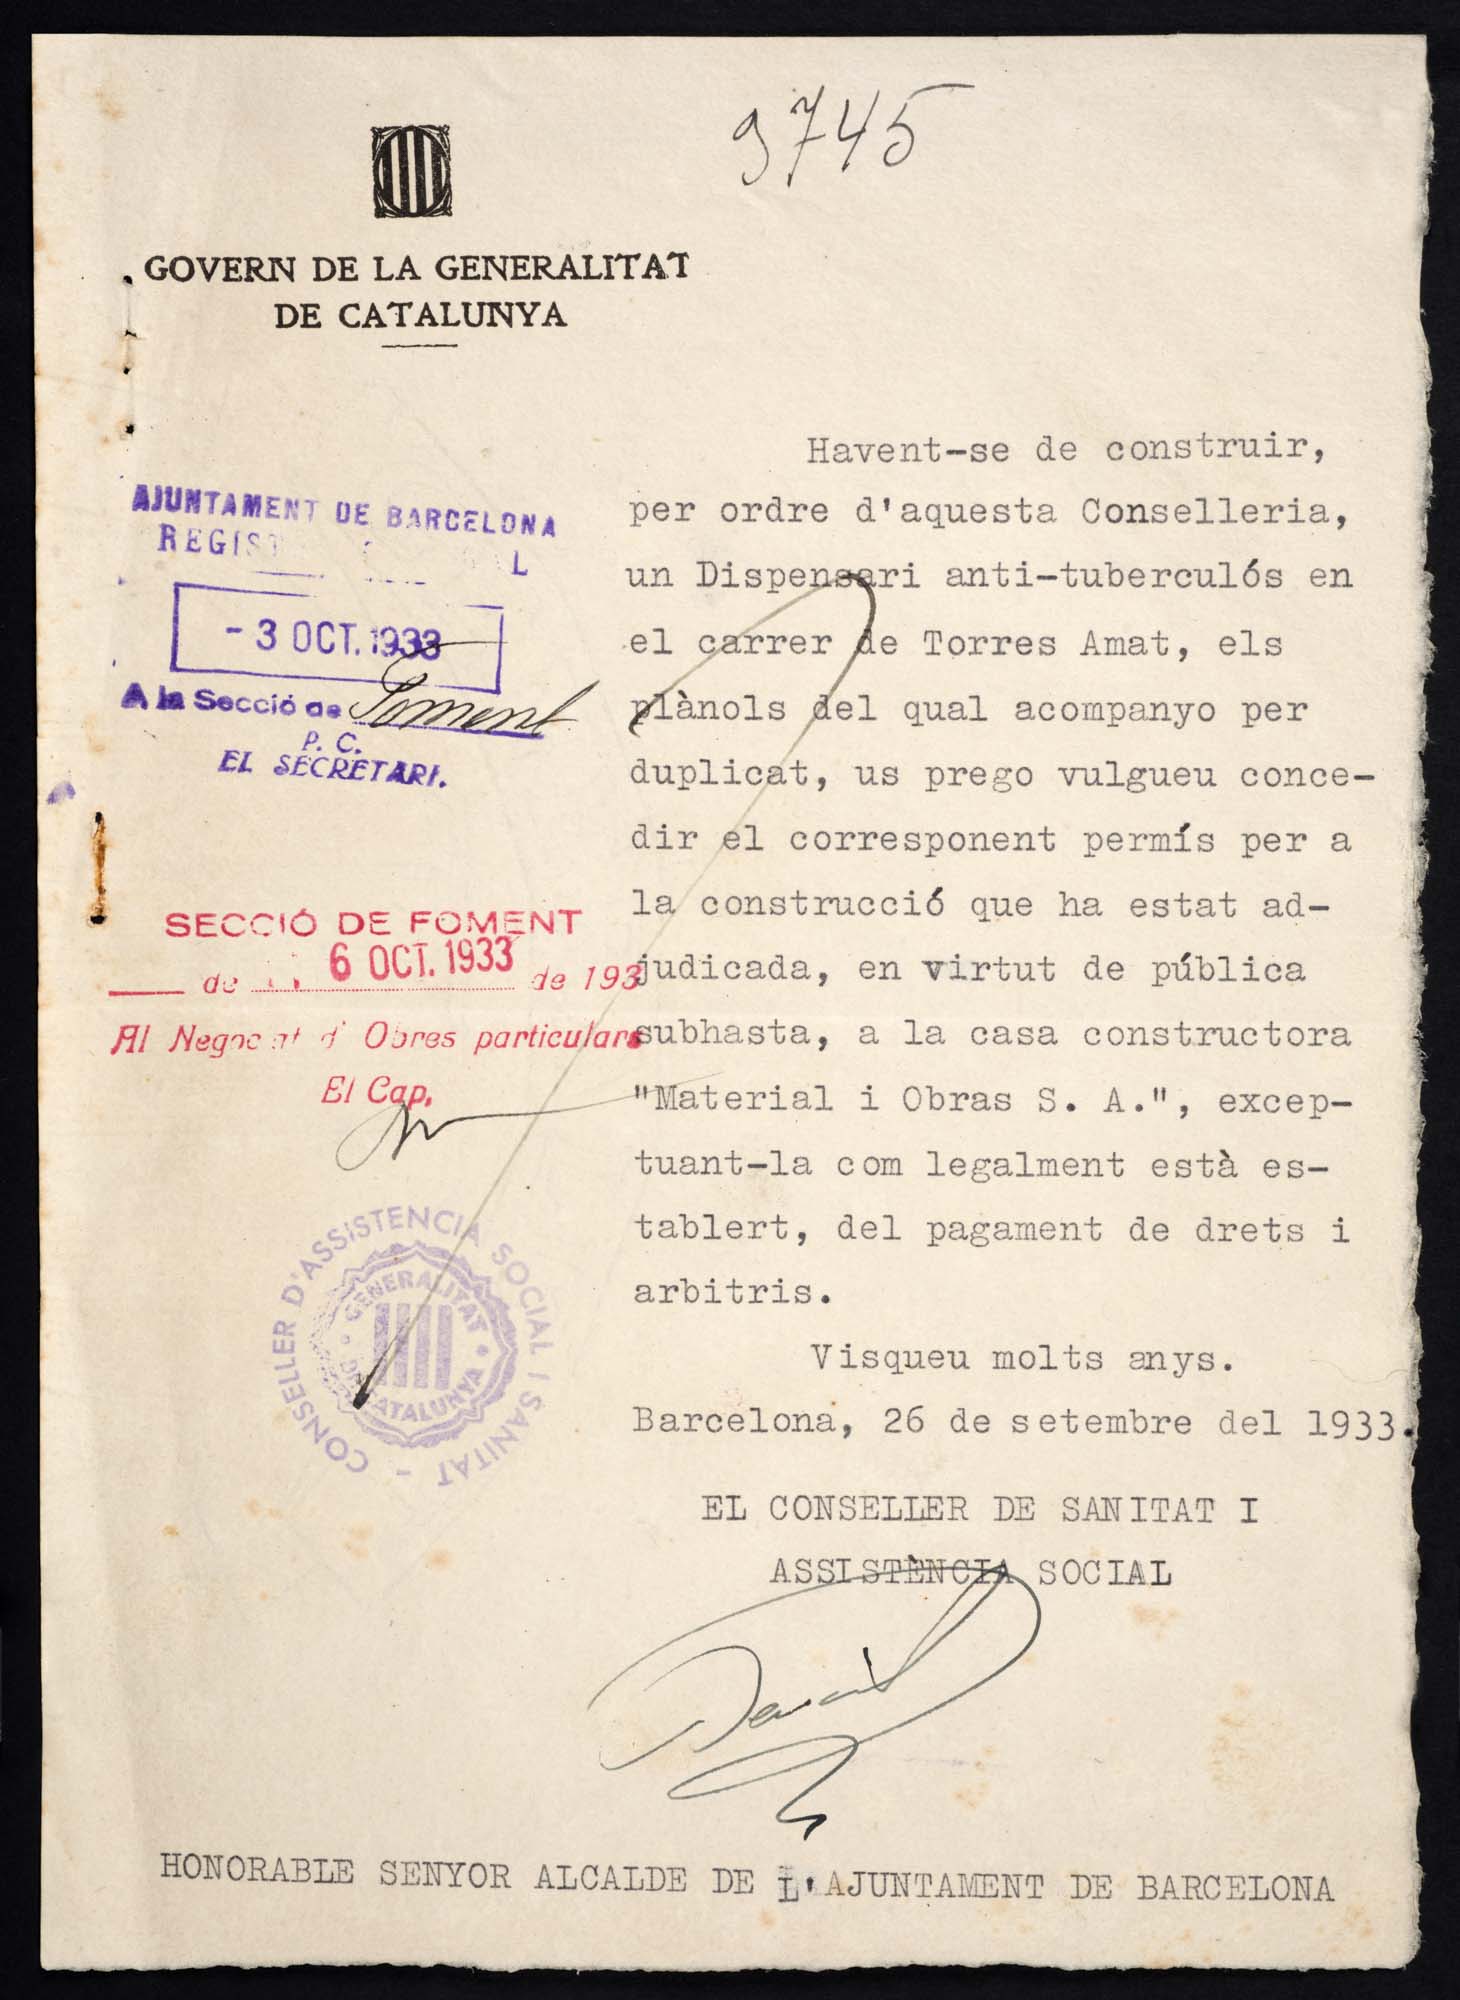 9745
GOVERN DE LA GENERALITAT
DE CATALUNYA
AJUNTAMENT DE BARCELONA
- 3 OCT. 1933
A la Secció de Foment
P. C.
EL SECRETARI.
SECCIÓ DE FOMENT
de 6 OCT. 1933 de 193
Al Negociat d' Obres particulars
El Cap,
CONSELLER D'ASSISTENCIA SOCIAL I SANITAT -
GENERALITAT DE CATALUNYA
Havent-se de construir,
per ordre d'aquesta Conselleria,
un Dispensari anti-tuberculós en
el carrer de Torres Amat, els
plànols del qual acompanyo per
duplicat, us prego vulgueu conce-
dir el corresponent permís per a
la construcció que ha estat ad-
judicada, en virtut de pública
subhasta, a la casa constructora
"Material i Obras S. A.", excep-
tuant-la com legalment està es-
tablert, del pagament de drets i
arbitris.
Visqueu molts anys.
Barcelona, 26 de setembre del 1933.
EL CONSELLER DE SANITAT I
ASSISTÈNCIA SOCIAL
HONORABLE SENYOR ALCALDE DE L'AJUNTAMENT DE BARCELONA